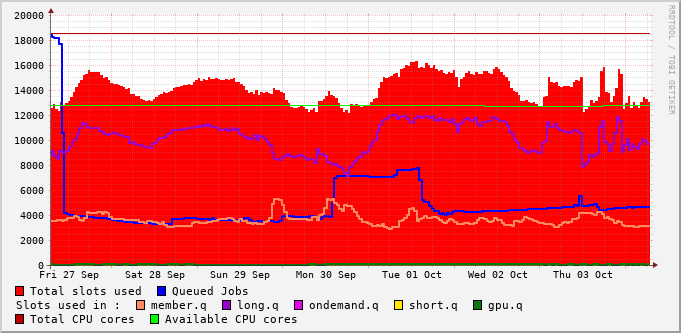 20000
18000
16000
14000
12000
10000
8000
6000
4000
2000
0
Fri 27 Sep Sat 28 Sep Sun 29 Sep Mon 30 Sep Tue 01 Oct Wed 02 Oct Thu 03 Oct
Total slots used Queued Jobs
Slots used in : member.q long.q ondemand.q short.q gpu.q
Total CPU cores Available CPU cores
RRDTOOL / TOBI OETIKER